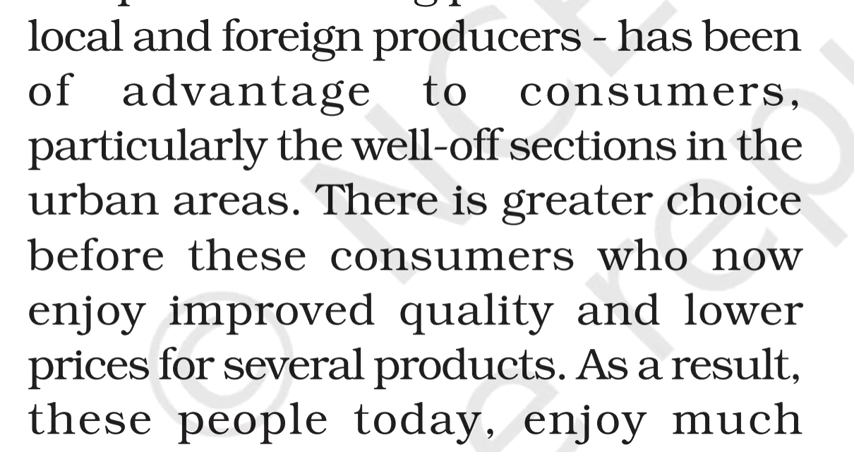 local and foreign producers - has been
of advantage to consumers,
particularly the well-off sections in the
urban areas. There is greater choice
before these consumers who now
enjoy improved quality and lower
prices for several products. As a result,
these people today, enjoy much